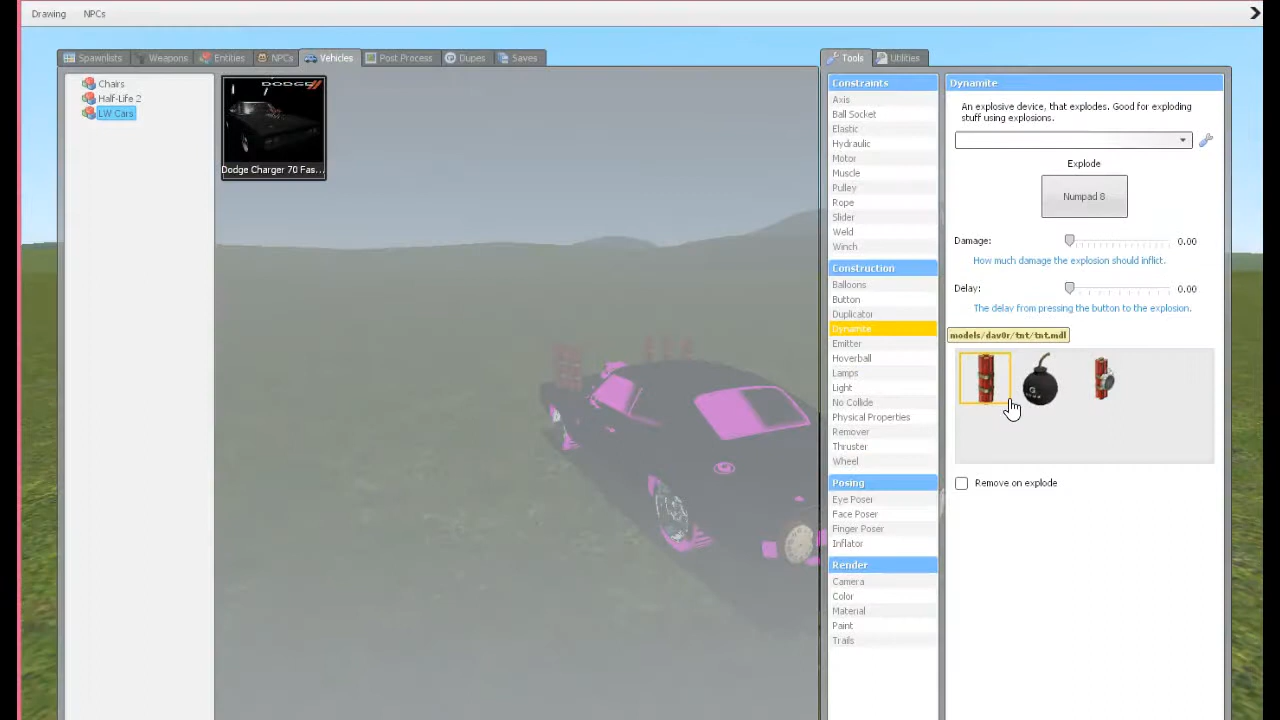 Drawing NPCs
Spawnlists Weapons Entities NPCs Vehicles Post Process Dupes Saves
Tools Utilities
Chairs
Half-Life 2
LW Cars
DODGE
Dodge Charger 70 Fas...
Constraints
Axis
Ball Socket
Elastic
Hydraulic
Motor
Muscle
Pulley
Rope
Slider
Weld
Winch
Construction
Balloons
Button
Duplicator
Dynamite
Emitter
Hoverball
Lamps
Light
No Collide
Physical Properties
Remover
Thruster
Wheel
Posing
Eye Poser
Face Poser
Finger Poser
Inflator
Render
Camera
Color
Material
Paint
Trails
Dynamite
An explosive device, that explodes. Good for exploding
stuff using explosions.
Explode
Numpad 8
Damage: 0.00
How much damage the explosion should inflict.
Delay: 0.00
The delay from pressing the button to the explosion.
models/dav0r/tnt/tnt.mdl
Remove on explode